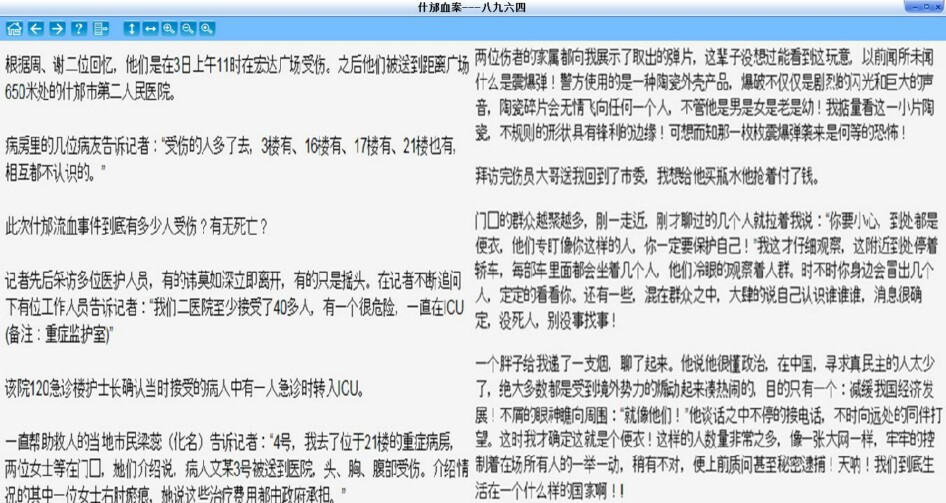 什邡血案---八九六四
根据周、谢二位回忆，他们是在3日上午11时在宏达广场受伤。之后他们被送到距离广场
650米处的什邡市第二人民医院。
病房里的几位病友告诉记者：“受伤的人多了去，3楼有、16楼有、17楼有、21楼也有，
相互都不认识的。”
此次什邡流血事件到底有多少人受伤？有无死亡？
记者先后采访多位医护人员，有的讳莫如深立即离开，有的只是摇头。在记者不断追问
下有位工作人员告诉记者：“我们二医院至少接受了40多人，有一个很危险，一直在ICU
(备注：重症监护室)”
该院120急诊楼护士长确认当时接受的病人中有一人急诊时转入ICU。
一直帮助救人的当地市民梁蕊（化名）告诉记者：“4号，我去了位于21楼的重症病房，
两位女士等在门口，她们介绍说，病人文某3号被送到医院，头、胸、腹部受伤。介绍情
况的其中一位女士右肘瘀痕，她说这些治疗费用都由政府承担。”
两位伤者的家属都向我展示了取出的弹片，这辈子没想过能看到这玩意，以前闻所未闻
什么是震爆弹！警方使用的是一种陶瓷外壳产品，爆破不仅仅是剧烈的闪光和巨大的声
音，陶瓷碎片会无情飞向任何一个人，不管他是男是女是老是幼！我掂量看这一小片陶
瓷，不规则的形状具有锋利的边缘！可想而知那一枚枚震爆弹袭来是何等的恐怖！
拜访完伤员大哥送我回到了市委，我想给他买瓶水他抢着付了钱。
门口的群众越聚越多，刚一走近，刚才聊过的几个人就拉着我说：“你要小心，到处都是
便衣，他们专盯像你这样的人，你一定要保护自己！”我这才仔细观察，这附近到处停着
轿车，每部车里面都会坐着几个人，他们冷眼的观察着人群。时不时你身边会冒出几个
人，定定的看看你。还有一些，混在群众之中，大肆的说自己认识谁谁谁，消息很确
定，没死人，别没事找事！
一个胖子给我递了一支烟，聊了起来。他说他很懂政治，在中国，寻求真民主的人太少
了，绝大多数都是受到境外势力的煽动起来凑热闹的，目的只有一个：减缓我国经济发
展！不屑的眼神瞧向周围：“就像他们！”他谈话之中不停的接电话，不时向远处的同伴打
望。这时我才确定这就是个便衣！这样的人数量非常之多，像一张大网一样，牢牢的控
制着在场所有人的一举一动，稍有不对，便上前质问甚至秘密逮捕！天呐！我们到底生
活在一个什么样的国家啊！！